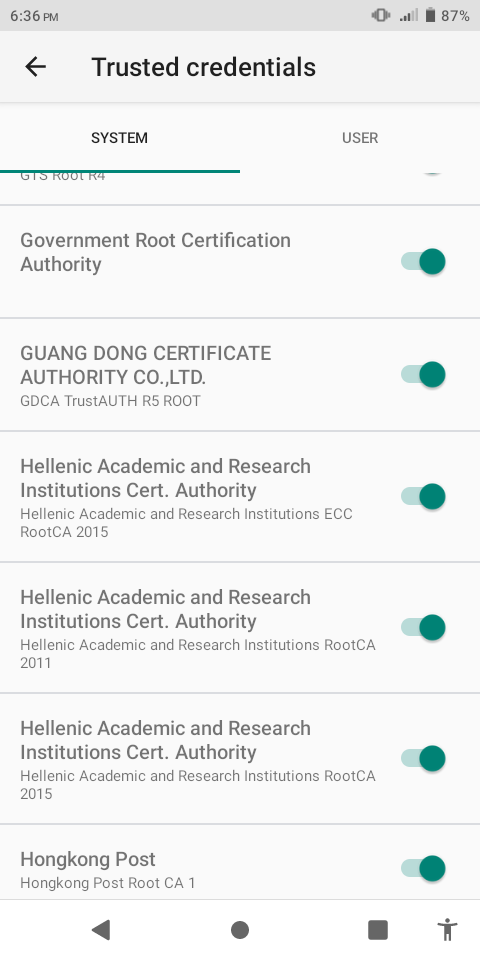 6:36 PM 87%
Trusted credentials
SYSTEM USER
GTS Root R4
Government Root Certification
Authority
GUANG DONG CERTIFICATE
AUTHORITY CO.,LTD.
GDCA TrustAUTH R5 ROOT
Hellenic Academic and Research
Institutions Cert. Authority
Hellenic Academic and Research Institutions ECC
RootCA 2015
Hellenic Academic and Research
Institutions Cert. Authority
Hellenic Academic and Research Institutions RootCA
2011
Hellenic Academic and Research
Institutions Cert. Authority
Hellenic Academic and Research Institutions RootCA
2015
Hongkong Post
Hongkong Post Root CA 1